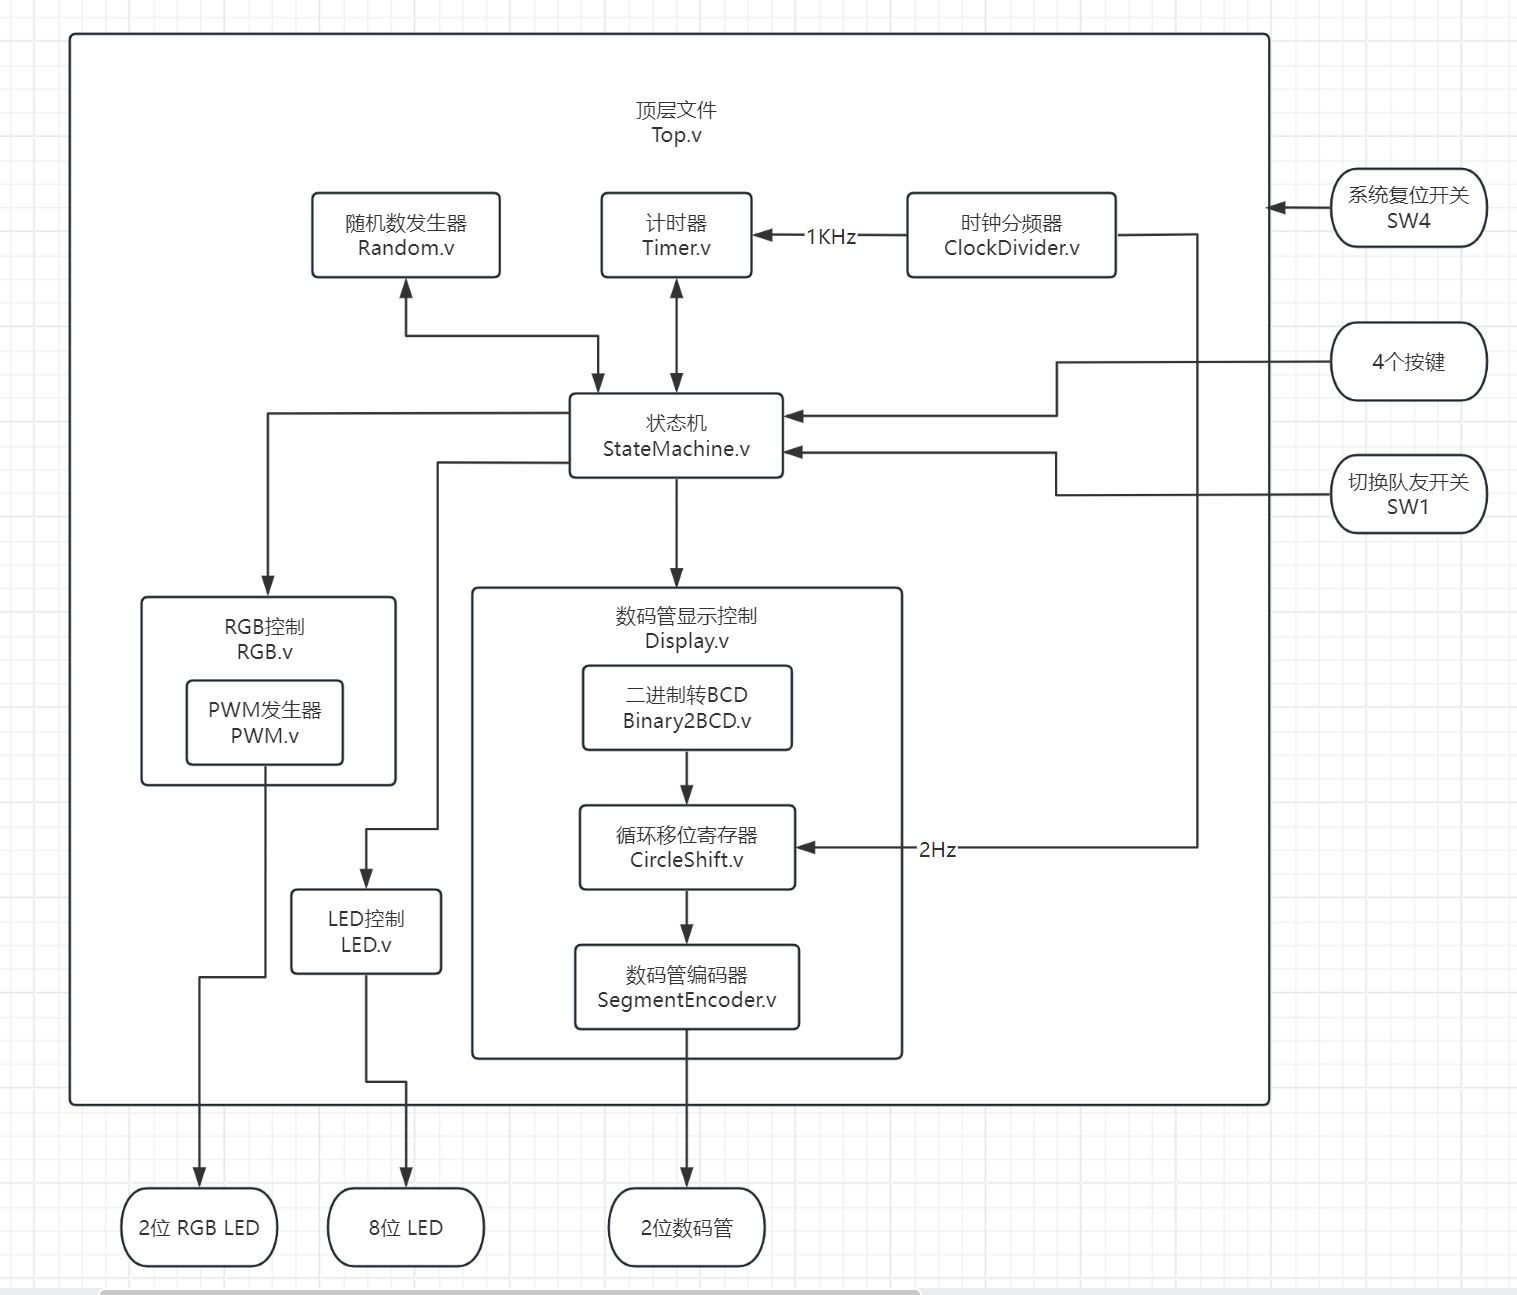 顶层文件
Top.v
随机数发生器
Random.v
计时器
Timer.v
1KHz
时钟分频器
ClockDivider.v
系统复位开关
SW4
4个按键
状态机
StateMachine.v
切换队友开关
SW1
RGB控制
RGB.v
PWM发生器
PWM.v
数码管显示控制
Display.v
二进制转BCD
Binary2BCD.v
循环移位寄存器
CircleShift.v
2Hz
LED控制
LED.v
数码管编码器
SegmentEncoder.v
2位 RGB LED
8位 LED
2位数码管